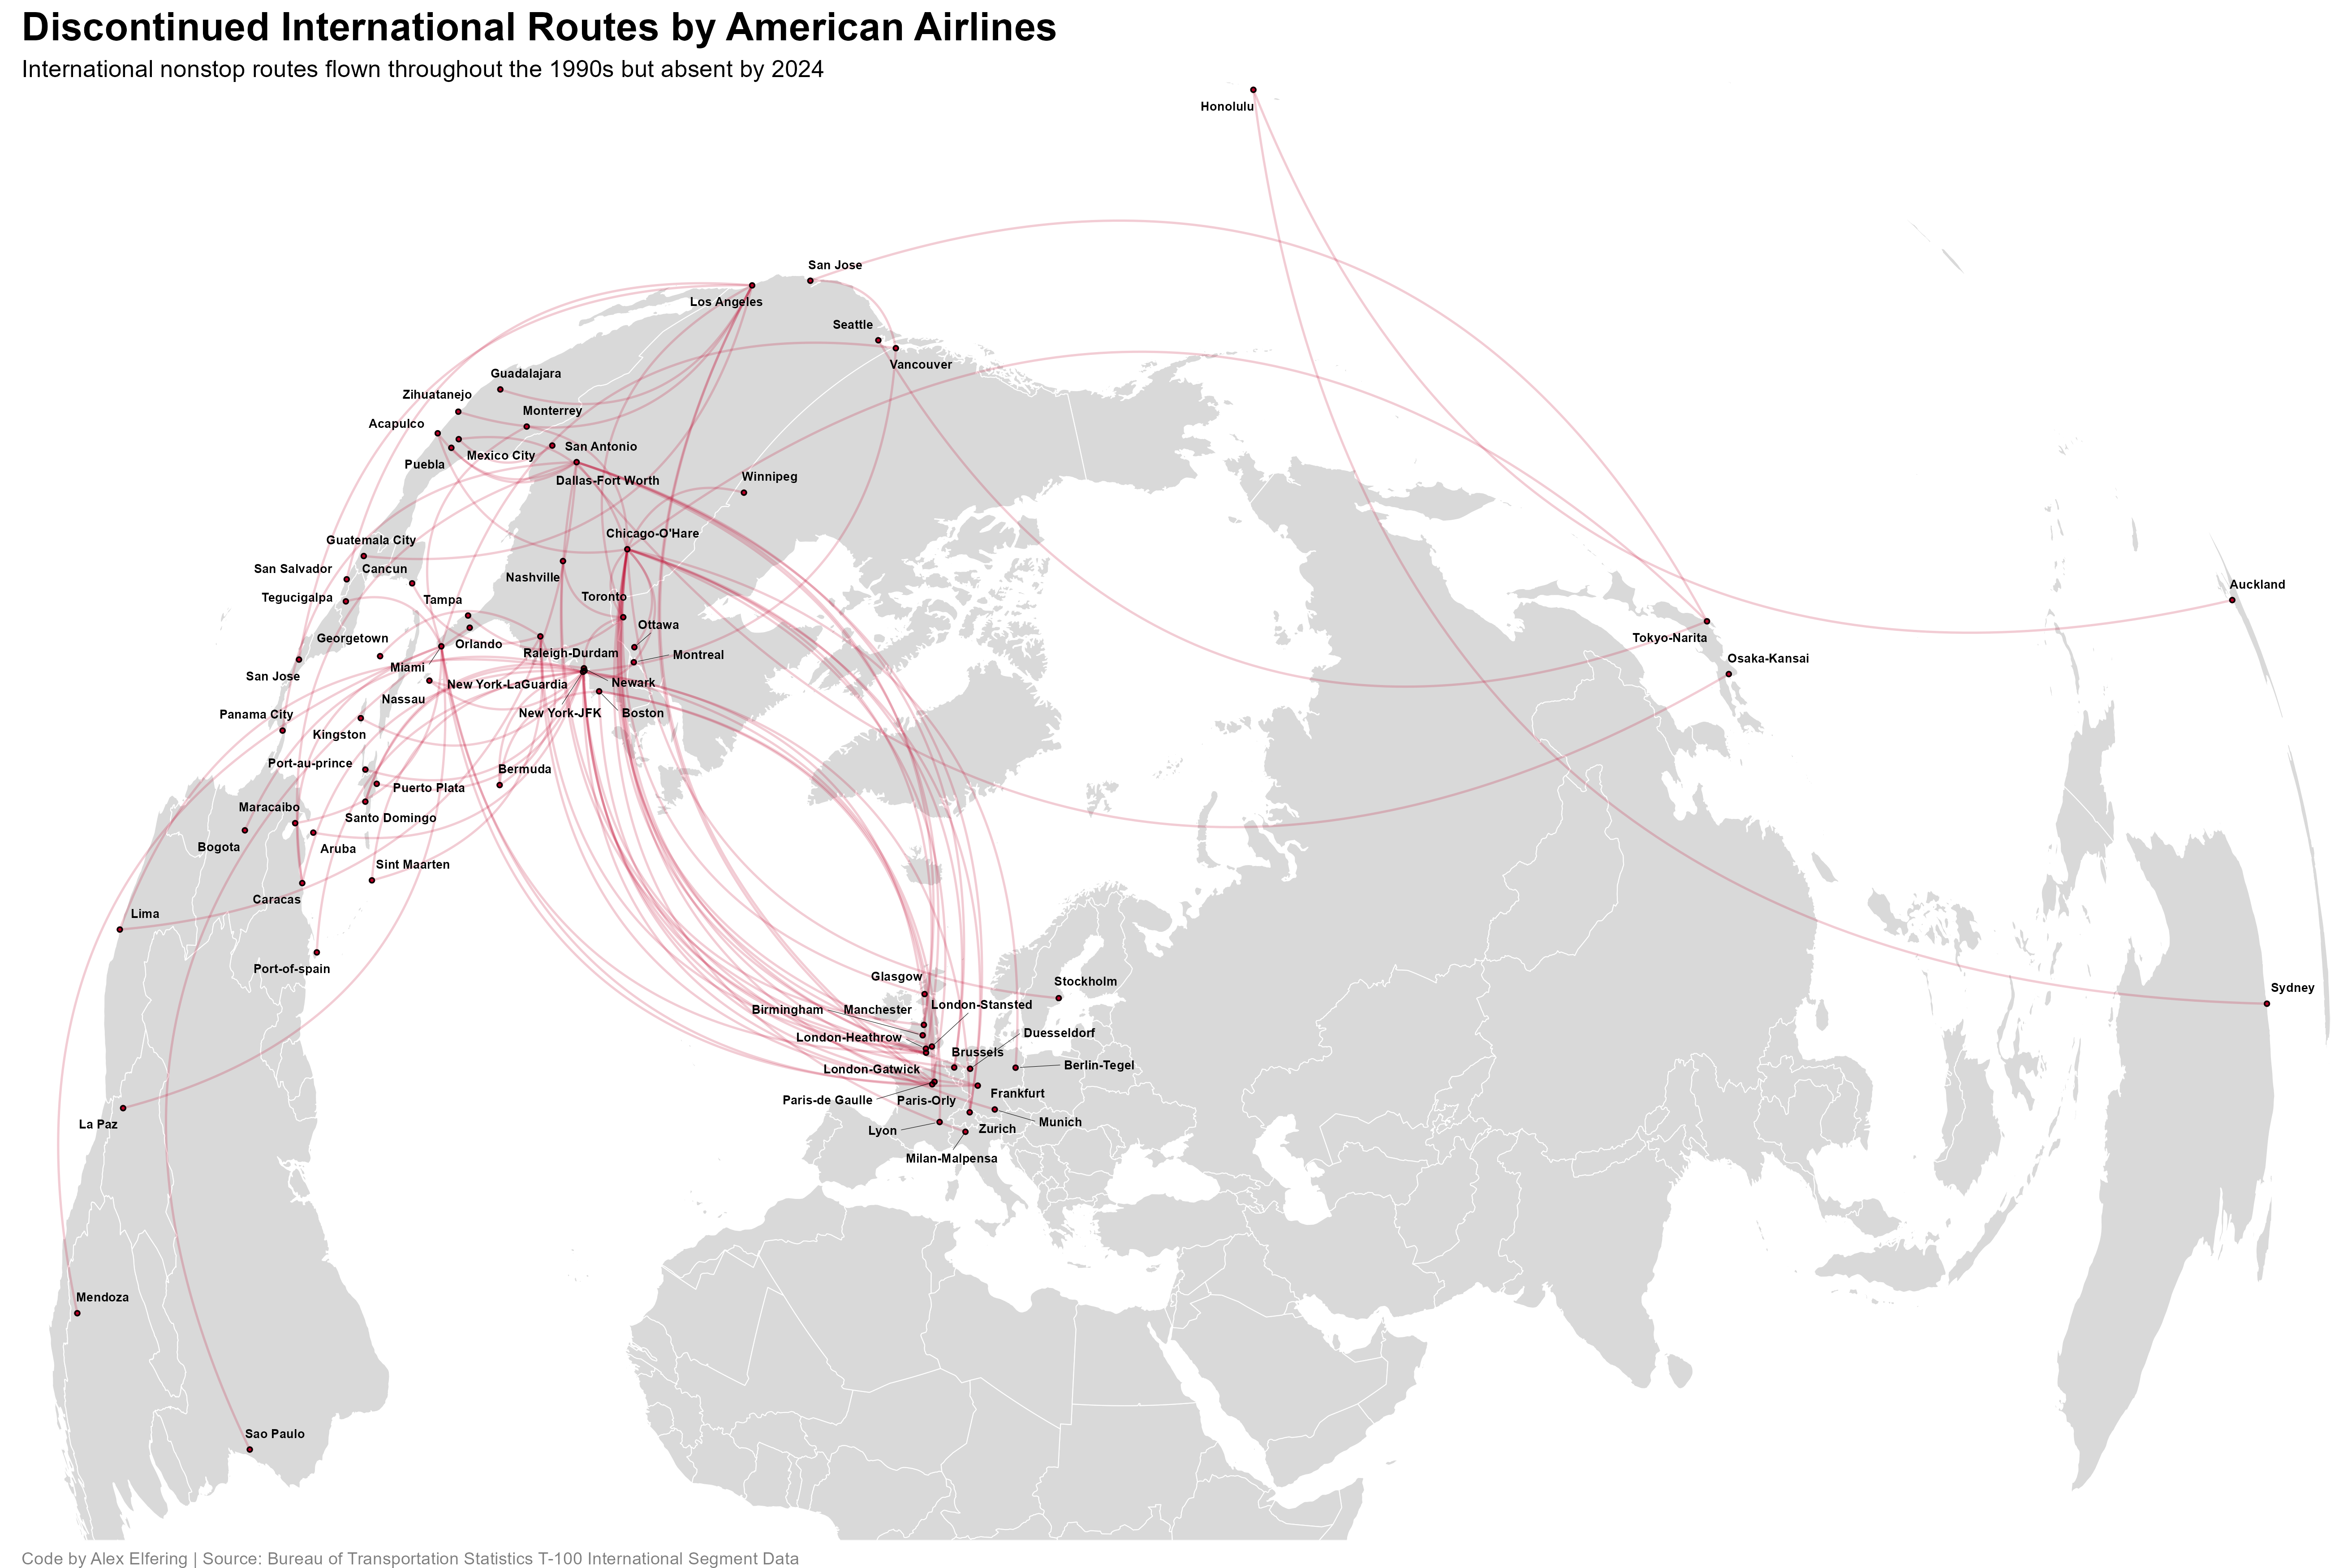 Discontinued International Routes by American Airlines
International nonstop routes flown throughout the 1990s but absent by 2024
Honolulu
San Jose
Los Angeles
Seattle
Vancouver
Guadalajara
Zihuatanejo
Monterrey
Acapulco
San Antonio
Mexico City
Puebla
Dallas-Fort Worth
Winnipeg
Chicago-O'Hare
Guatemala City
San Salvador
Cancun
Nashville
Auckland
Tegucigalpa
Tampa
Toronto
Ottawa
Georgetown
Orlando
Tokyo-Narita
Raleigh-Durdam
Montreal
Osaka-Kansai
Miami
San Jose
New York-LaGuardia
Newark
Nassau
Panama City
New York-JFK
Boston
Kingston
Port-au-prince
Bermuda
Puerto Plata
Maracaibo
Santo Domingo
Bogota
Aruba
Sint Maarten
Caracas
Lima
Port-of-spain
Glasgow
Stockholm
Sydney
Birmingham
Manchester
London-Stansted
London-Heathrow
Duesseldorf
Brussels
London-Gatwick
Berlin-Tegel
Paris-de Gaulle
Paris-Orly
Frankfurt
La Paz
Lyon
Zurich
Munich
Milan-Malpensa
Mendoza
Sao Paulo
Code by Alex Elfering | Source: Bureau of Transportation Statistics T-100 International Segment Data